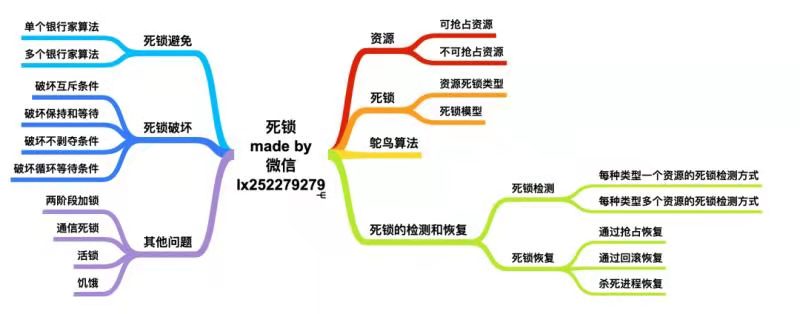 死锁
made by
微信
lx252279279
资源
可抢占资源
不可抢占资源
死锁
资源死锁类型
死锁模型
鸵鸟算法
死锁的检测和恢复
死锁检测
每种类型一个资源的死锁检测方式
每种类型多个资源的死锁检测方式
死锁恢复
通过抢占恢复
通过回滚恢复
杀死进程恢复
死锁避免
单个银行家算法
多个银行家算法
死锁破坏
破坏互斥条件
破坏保持和等待
破坏不剥夺条件
破坏循环等待条件
其他问题
两阶段加锁
通信死锁
活锁
饥饿